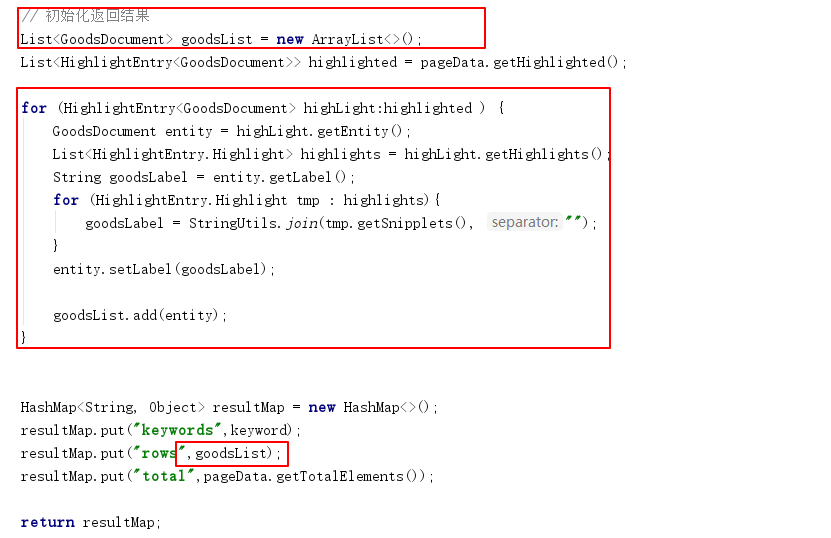 // 初始化返回结果
List<GoodsDocument> goodsList = new ArrayList<>();
List<HighlightEntry<GoodsDocument>> highlighted = pageData.getHighlighted();
for (HighlightEntry<GoodsDocument> highLight:highlighted ) {
GoodsDocument entity = highLight.getEntity();
List<HighlightEntry.Highlight> highlights = highLight.getHighlights();
String goodsLabel = entity.getLabel();
for (HighlightEntry.Highlight tmp : highlights){
goodsLabel = StringUtils.join(tmp.getSnipplets(), separator: "");
}
entity.setLabel(goodsLabel);
goodsList.add(entity);
}
HashMap<String, Object> resultMap = new HashMap<>();
resultMap.put("keywords",keyword);
resultMap.put("rows",goodsList);
resultMap.put("total",pageData.getTotalElements());
return resultMap;